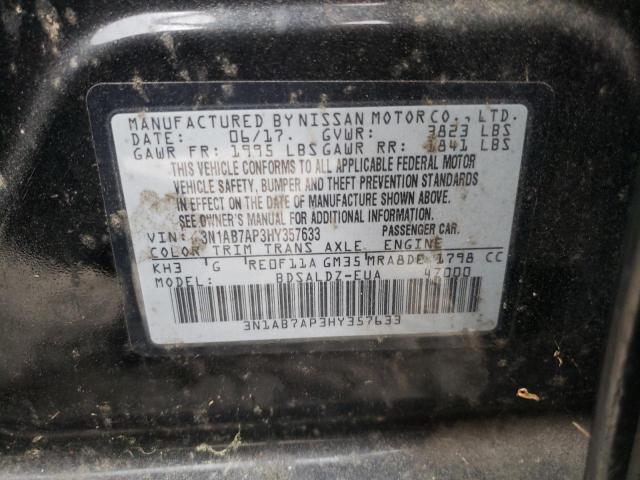 MANUFACTURED BY NISSAN MOTOR CO., LTD.
DATE: 06/17. GVWR: 3823 LBS
GAWR FR: 1995 LBS GAWR RR: 1841 LBS
THIS VEHICLE CONFORMS TO ALL APPLICABLE FEDERAL MOTOR
VEHICLE SAFETY, BUMPER AND THEFT PREVENTION STANDARDS
IN EFFECT ON THE DATE OF MANUFACTURE SHOWN ABOVE.
SEE OWNER'S MANUAL FOR ADDITIONAL INFORMATION.
VIN: 3N1AB7AP3HY357633 PASSENGER CAR.
COLOR TRIM TRANS AXLE ENGINE
KH3 G RE0F11A GM35 MRA8DE 1798 CC
MODEL: BDSALDZ-EUA 47000
3N1AB7AP3HY357633